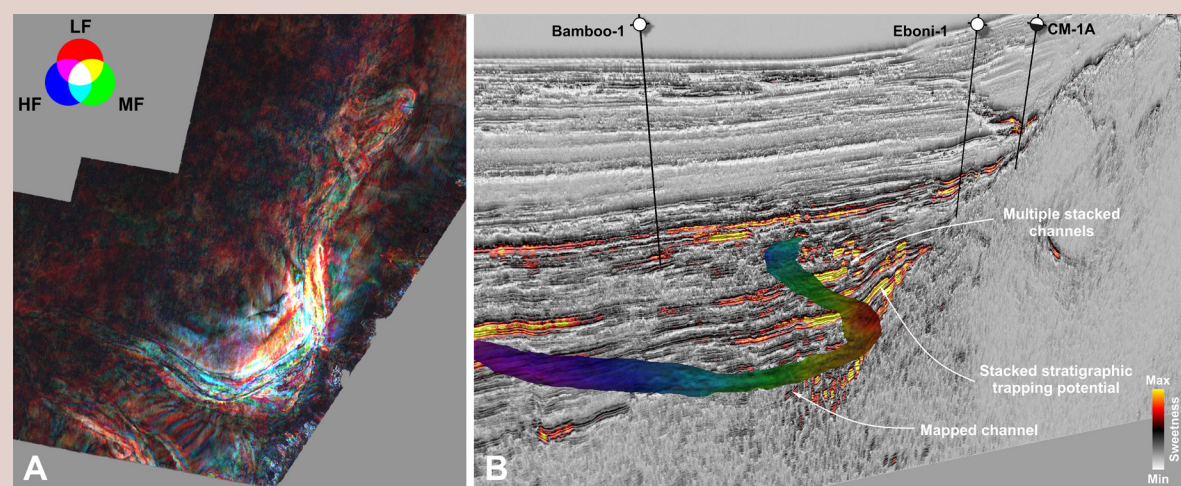 LF
HF
MF
A
Bamboo-1
Eboni-1
CM-1A
Multiple stacked
channels
Stacked stratigraphic
trapping potential
Mapped channel
Max
Sweetness
Min
B